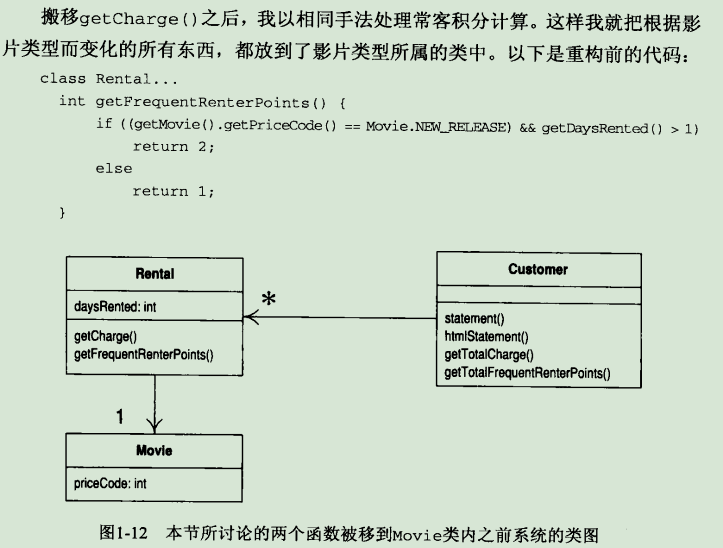 搬移getCharge()之后，我以相同手法处理常客积分计算。这样我就把根据影
片类型而变化的所有东西，都放到了影片类型所属的类中。以下是重构前的代码：
class Rental...
int getFrequentRenterPoints() {
if ((getMovie().getPriceCode() == Movie.NEW_RELEASE) && getDaysRented() > 1)
return 2;
else
return 1;
}
Rental
daysRented: int
getCharge()
getFrequentRenterPoints()
*
Customer
statement()
htmlStatement()
getTotalCharge()
getTotalFrequentRenterPoints()
1
Movie
priceCode: int
图1-12 本节所讨论的两个函数被移到Movie类内之前系统的类图